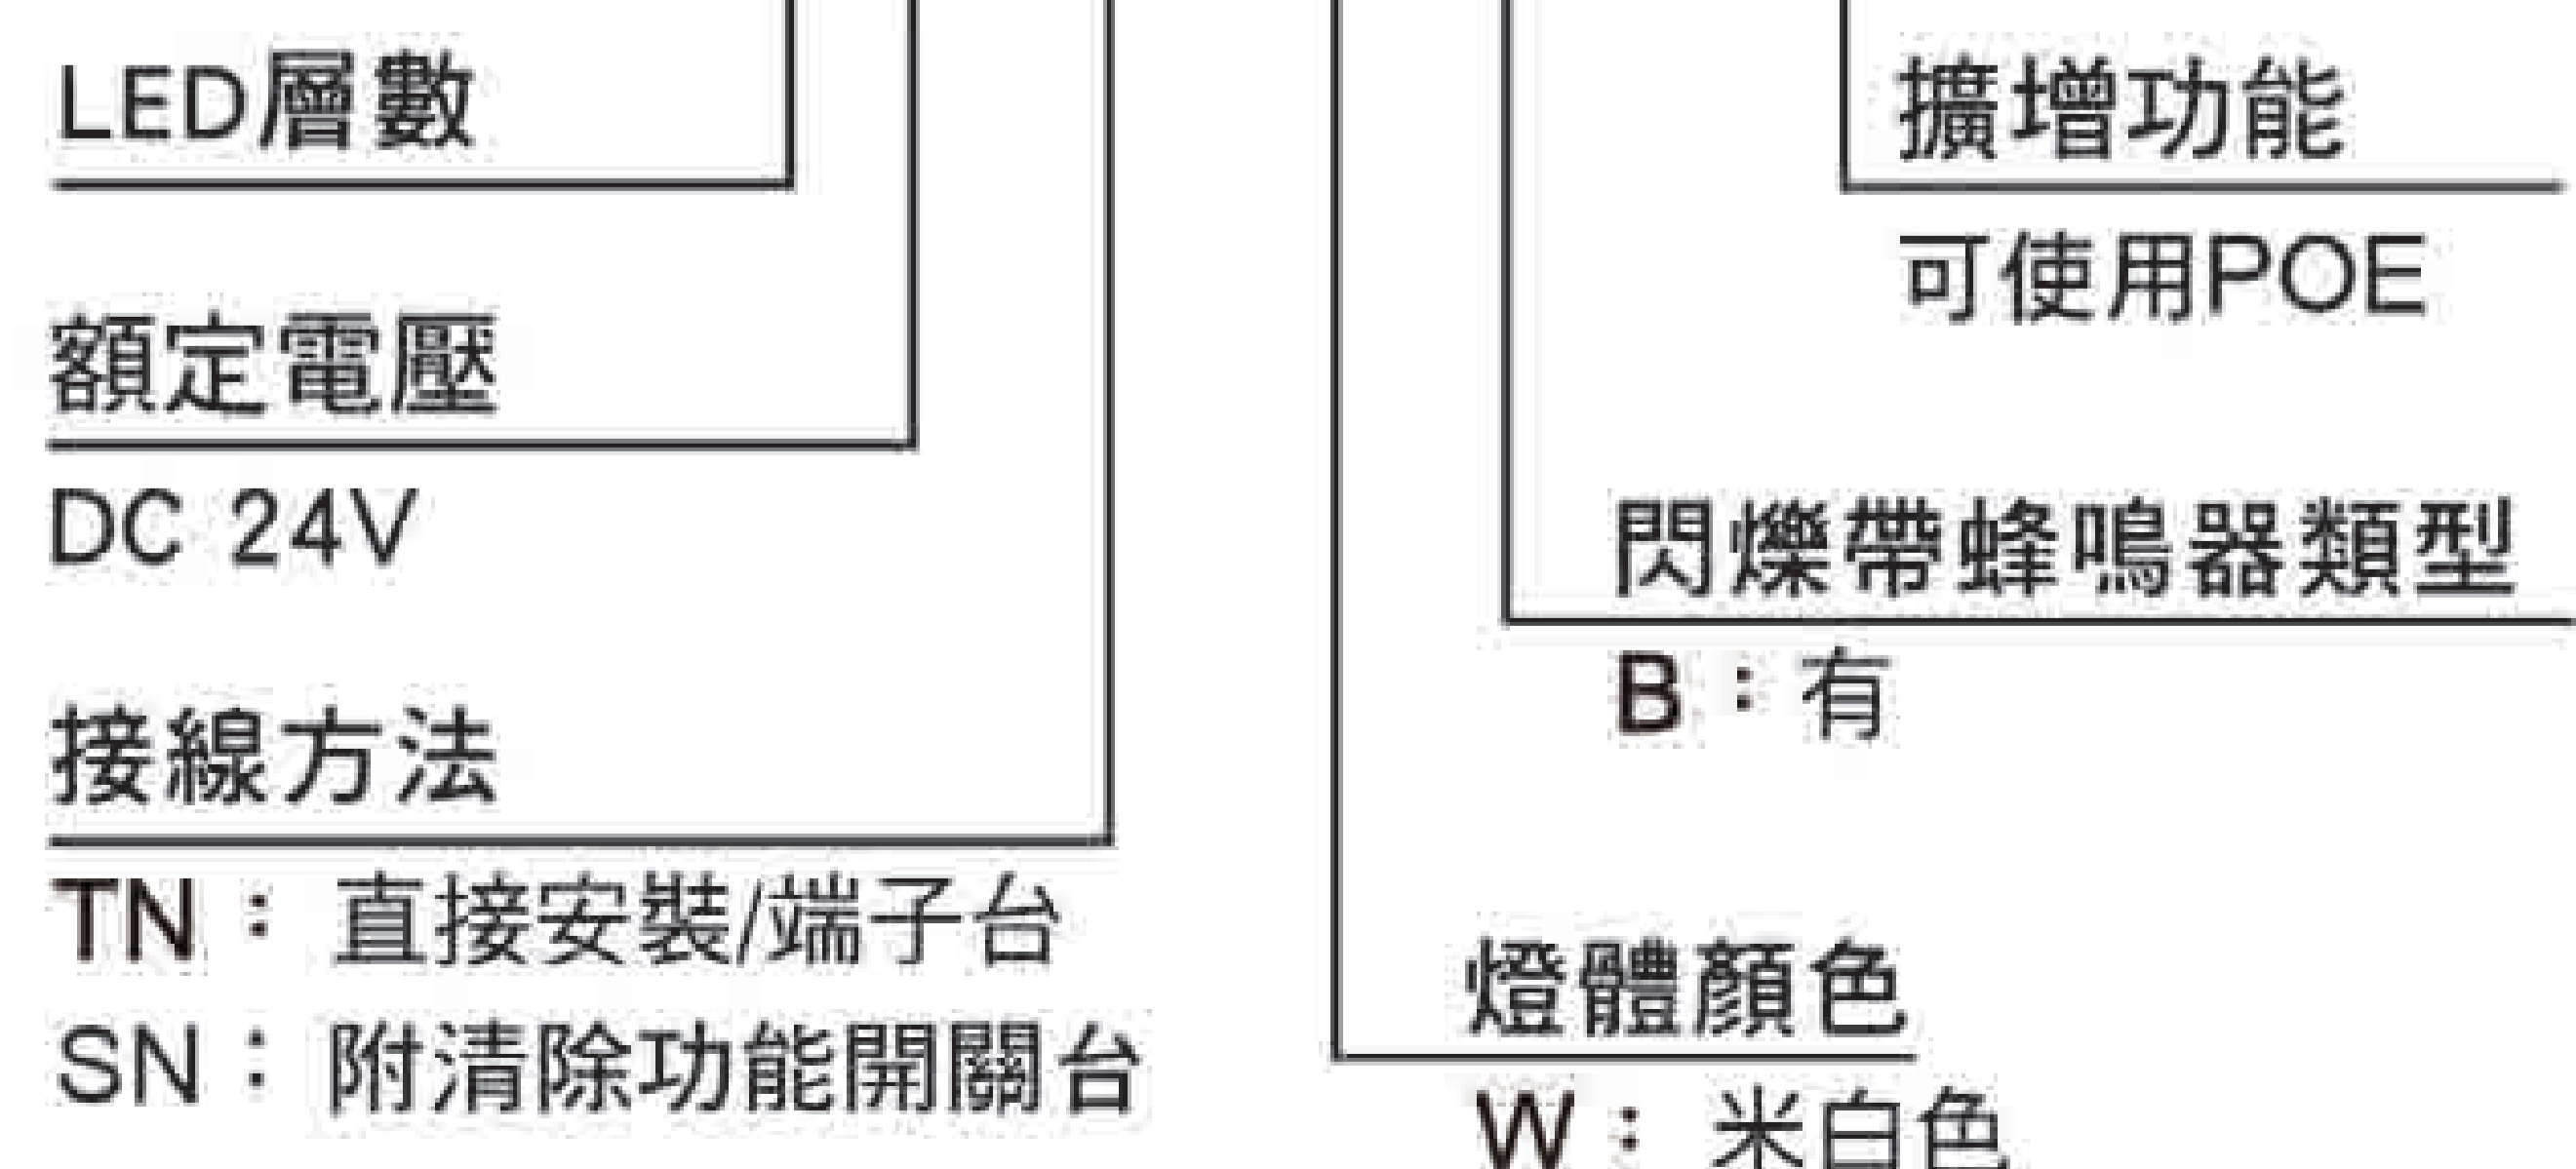 LED層數
額定電壓
DC 24V
接線方法
TN：直接安裝/端子台
SN：附清除功能開關台
擴增功能
可使用POE
閃爍帶蜂鳴器類型
B：有
燈體顏色
W：米白色